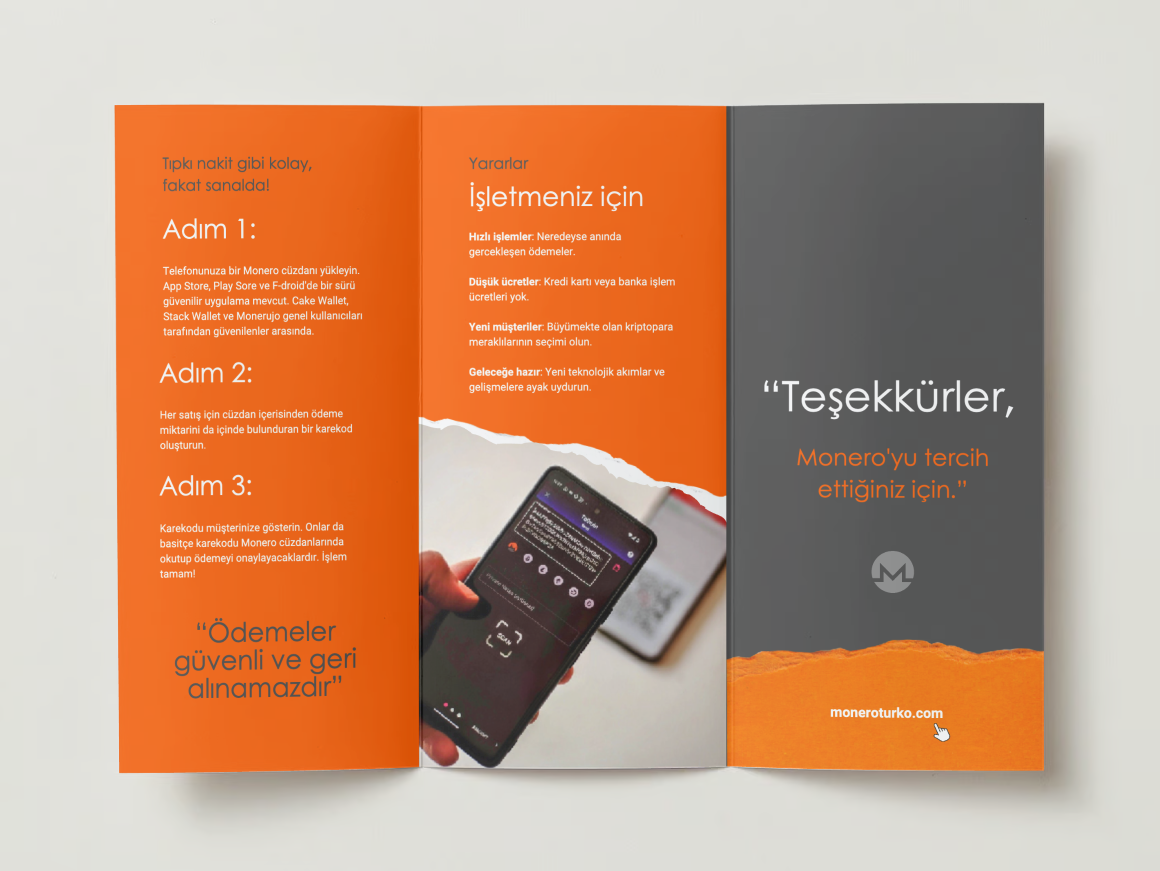 Tıpkı nakit gibi kolay,
fakat sanalda!
Adım 1:
Telefonunuza bir Monero cüzdanı yükleyin.
App Store, Play Sore ve F-droid'de bir sürü
güvenilir uygulama mevcut. Cake Wallet,
Stack Wallet ve Monerujo genel kullanıcıları
tarafından güvenilenler arasında.
Adım 2:
Her satış için cüzdan içerisinden ödeme
miktarini da içinde bulunduran bir karekod
oluşturun.
Adım 3:
Karekodu müşterinize gösterin. Onlar da
basitçe karekodu Monero cüzdanlarında
okutup ödemeyi onaylayacaklardır. İşlem
tamam!
“Ödemeler
güvenli ve geri
alınamazdır”
Yararlar
İşletmeniz için
Hızlı işlemler: Neredeyse anında
gercekleşen ödemeler.
Düşük ücretler: Kredi kartı veya banka işlem
ücretleri yok.
Yeni müşteriler: Büyümekte olan kriptopara
meraklılarının seçimi olun.
Geleceğe hazır: Yeni teknolojik akımlar ve
gelişmelere ayak uydurun.
SCAN
“Teşekkürler,
Monero'yu tercih
ettiğiniz için.”
moneroturko.com